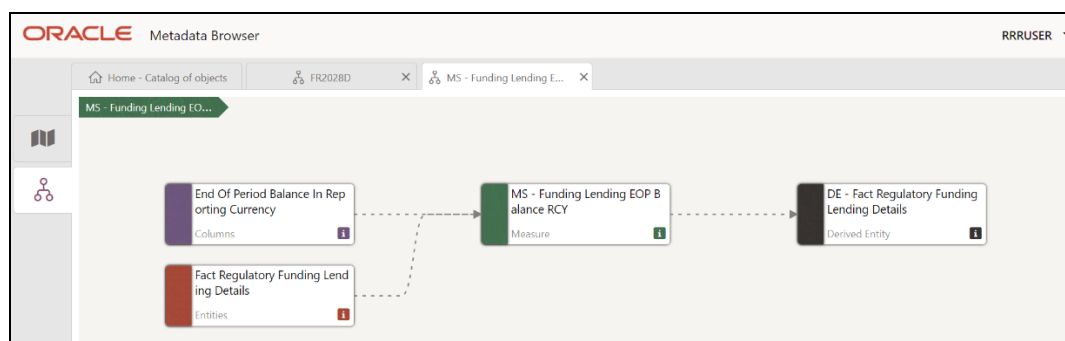 ORACLE Metadata Browser RRRUSER
Home - Catalog of objects FR2028D MS - Funding Lending E...
MS - Funding Lending EO...
End Of Period Balance In Rep
orting Currency
Columns
MS - Funding Lending EOP B
alance RCY
Measure
DE - Fact Regulatory Funding
Lending Details
Derived Entity
Fact Regulatory Funding Lend
ing Details
Entities